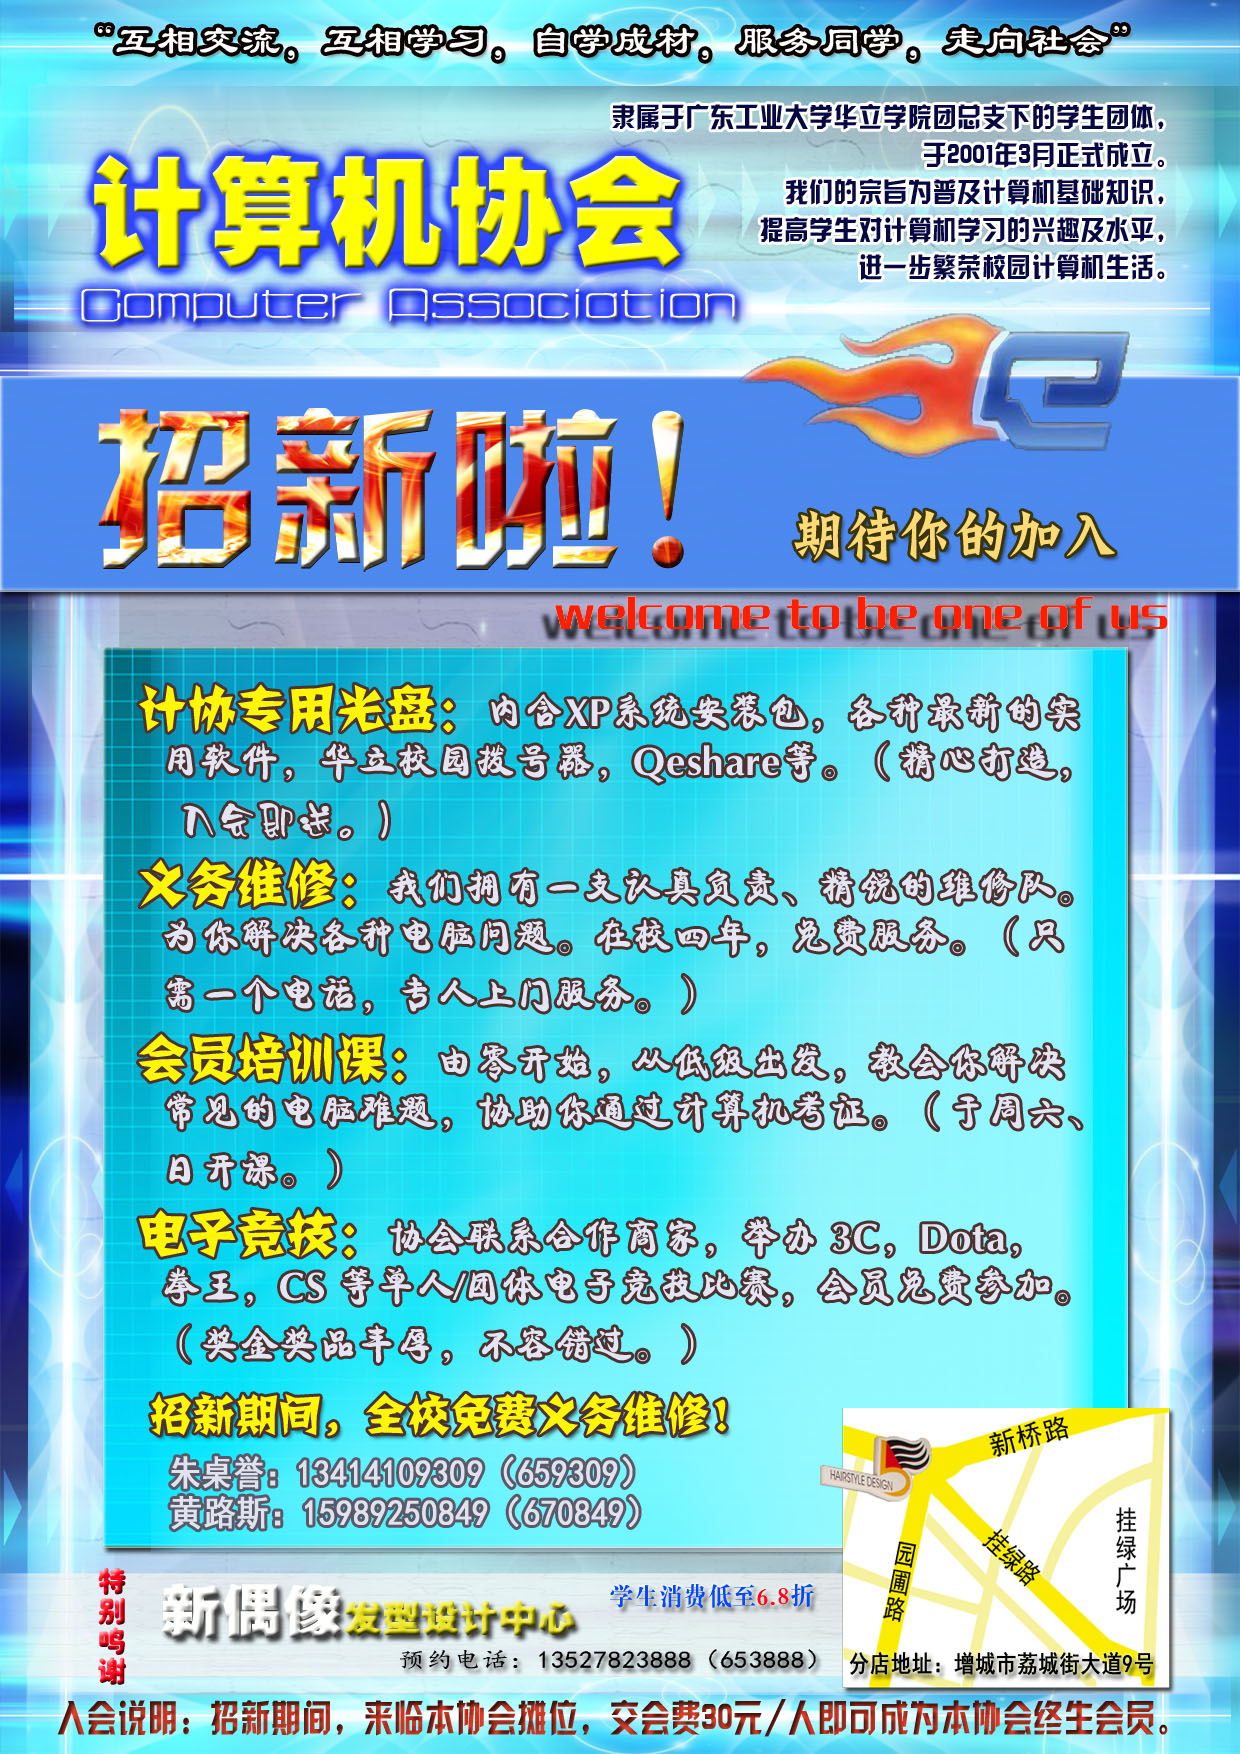 “互相交流，互相学习，自学成材，服务同学，走向社会”
隶属于广东工业大学华立学院团总支下的学生团体，
于2001年3月正式成立。
我们的宗旨为普及计算机基础知识，
提高学生对计算机学习的兴趣及水平，
进一步繁荣校园计算机生活。
计算机协会
Computer Association
e
招新啦！
期待你的加入
welcome to be one of us
计协专用光盘：内含XP系统安装包，各种最新的实
用软件，华立校园拨号器，Qeshare等。（精心打造，
入会即送。）
义务维修：我们拥有一支认真负责、精锐的维修队。
为你解决各种电脑问题。在校四年，免费服务。（只
需一个电话，专人上门服务。）
会员培训课：由零开始，从低级出发，教会你解决
常见的电脑难题，协助你通过计算机考证。（于周六、
日开课。）
电子竞技：协会联系合作商家，举办 3C，Dota，
拳王，CS 等单人/团体电子竞技比赛，会员免费参加。
（奖金奖品丰厚，不容错过。）
招新期间，全校免费义务维修！
朱桌誉：13414109309（659309）
黄路斯：15989250849（670849）
新桥路
HAIRSTYLE DESIGN
挂绿路
园圃路
挂绿广场
分店地址：增城市荔城街大道9号
特别鸣谢
新偶像发型设计中心
学生消费低至6.8折
预约电话：13527823888（653888）
入会说明：招新期间，来临本协会摊位，交会费30元/人即可成为本协会终生会员。